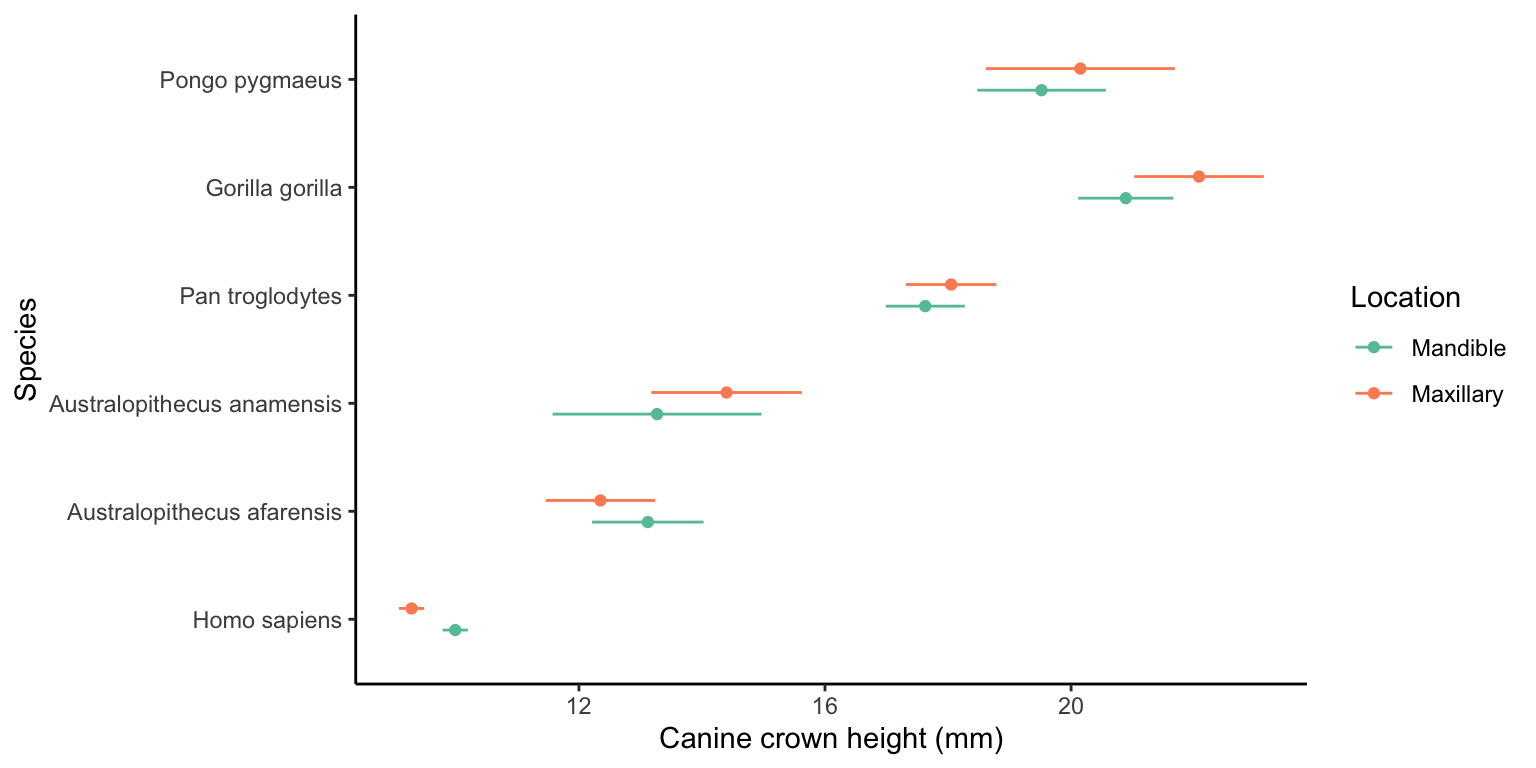 Species
Pongo pygmaeus
Gorilla gorilla
Pan troglodytes
Australopithecus anamensis
Australopithecus afarensis
Homo sapiens
12 16 20
Canine crown height (mm)
Location
Mandible
Maxillary